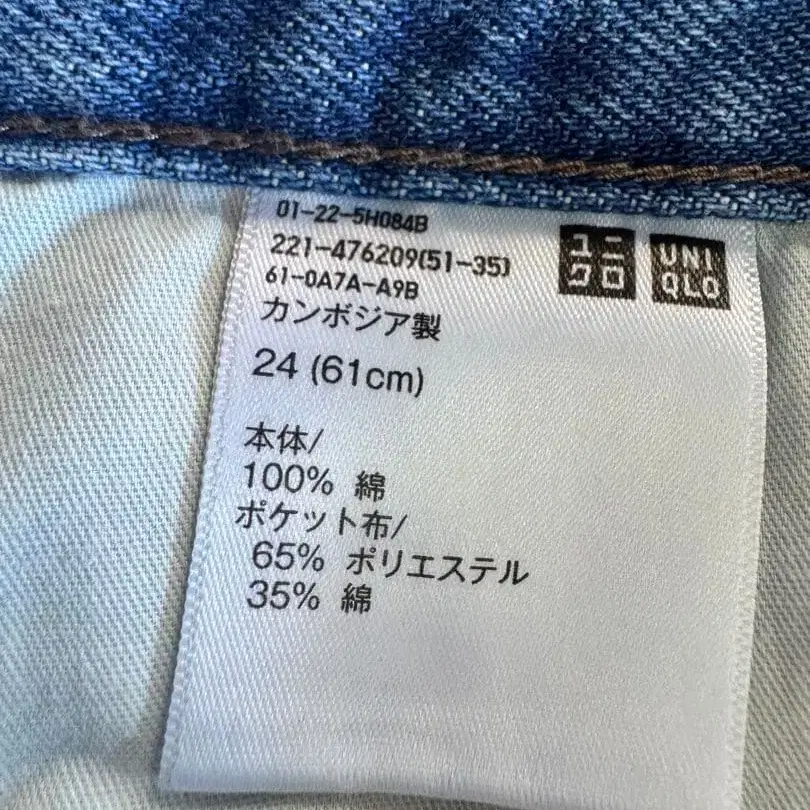 01-22-5H084B
221-476209(51-35)
61-0A7A-A9B
カンボジア製
24 (61cm)
ユニ
クロ
UNI
QLO
本体/
100% 綿
ポケット布/
65% ポリエステル
35% 綿